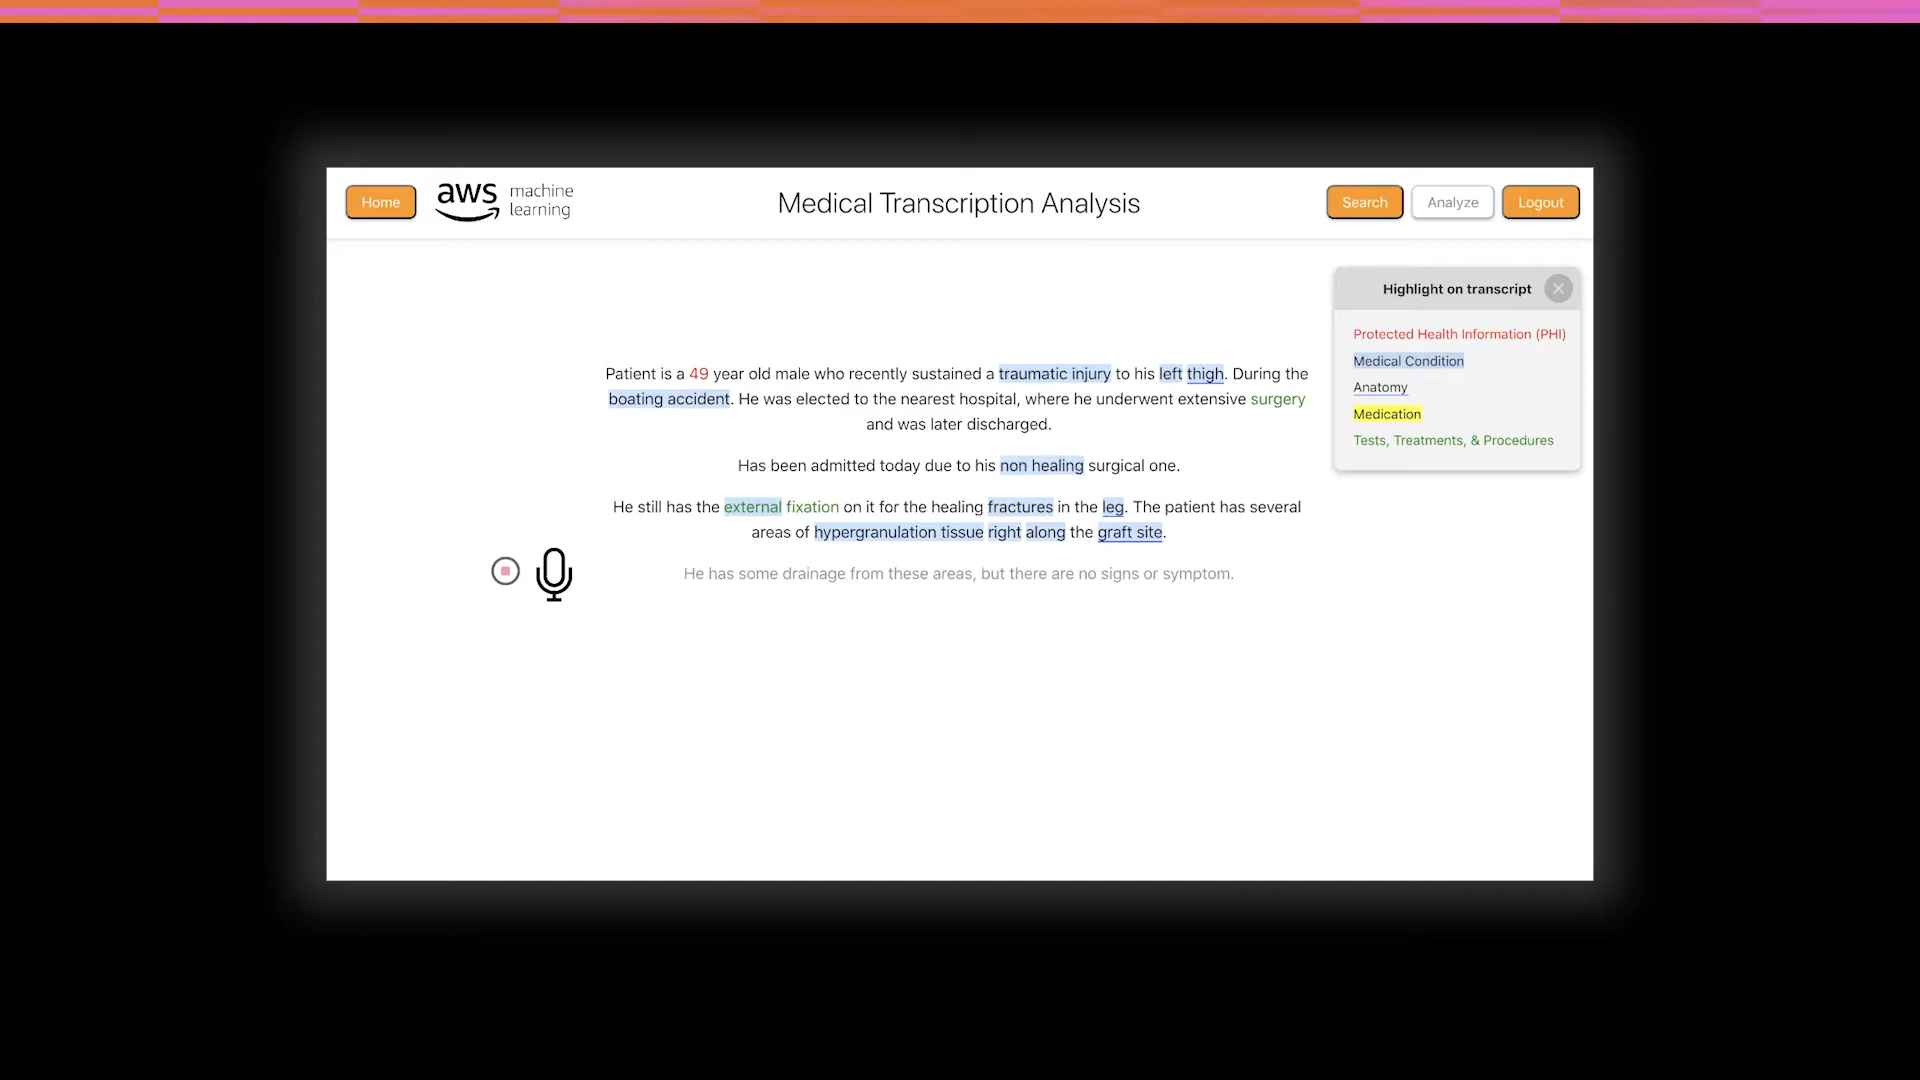 Home
aws machine learning
Medical Transcription Analysis
Search
Analyze
Logout
Highlight on transcript
Protected Health Information (PHI)
Medical Condition
Anatomy
Medication
Tests, Treatments, & Procedures
Patient is a 49 year old male who recently sustained a traumatic injury to his left thigh. During the
boating accident. He was elected to the nearest hospital, where he underwent extensive surgery
and was later discharged.
Has been admitted today due to his non healing surgical one.
He still has the external fixation on it for the healing fractures in the leg. The patient has several
areas of hypergranulation tissue right along the graft site.
He has some drainage from these areas, but there are no signs or symptom.